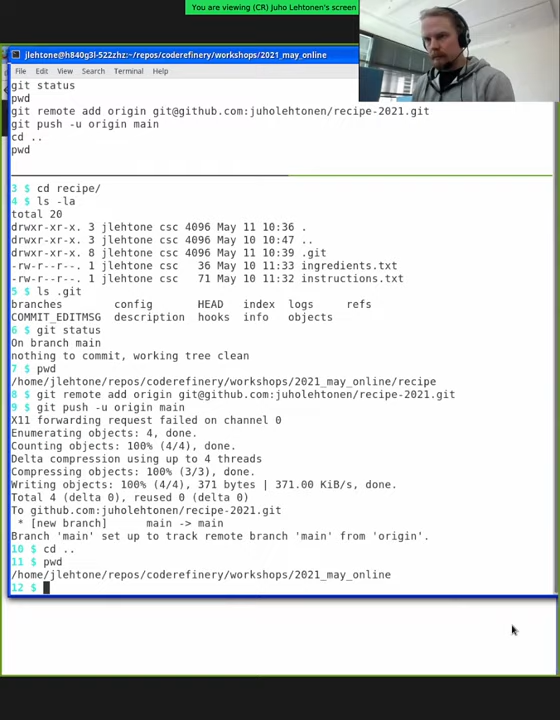 You are viewing (CR) Juho Lehtonen's screen
jlehtone@h840g3l-522zhz:~/repos/coderefinery/workshops/2021_may_online
File Edit View Search Terminal Help
git status
pwd
git remote add origin git@github.com:juholehtonen/recipe-2021.git
git push -u origin main
cd ..
pwd
3 $ cd recipe/
4 $ ls -la
total 20
drwxr-xr-x. 3 jlehtone csc 4096 May 11 10:36 .
drwxr-xr-x. 3 jlehtone csc 4096 May 10 10:47 ..
drwxr-xr-x. 8 jlehtone csc 4096 May 11 10:39 .git
-rw-r--r--. 1 jlehtone csc   36 May 10 11:33 ingredients.txt
-rw-r--r--. 1 jlehtone csc   71 May 10 11:32 instructions.txt
5 $ ls .git
branches        config       HEAD   index  logs     refs
COMMIT_EDITMSG  description  hooks  info   objects
6 $ git status
On branch main
nothing to commit, working tree clean
7 $ pwd
/home/jlehtone/repos/coderefinery/workshops/2021_may_online/recipe
8 $ git remote add origin git@github.com:juholehtonen/recipe-2021.git
9 $ git push -u origin main
X11 forwarding request failed on channel 0
Enumerating objects: 4, done.
Counting objects: 100% (4/4), done.
Delta compression using up to 4 threads
Compressing objects: 100% (3/3), done.
Writing objects: 100% (4/4), 371 bytes | 371.00 KiB/s, done.
Total 4 (delta 0), reused 0 (delta 0)
To github.com:juholehtonen/recipe-2021.git
 * [new branch]      main -> main
Branch 'main' set up to track remote branch 'main' from 'origin'.
10 $ cd ..
11 $ pwd
/home/jlehtone/repos/coderefinery/workshops/2021_may_online
12 $